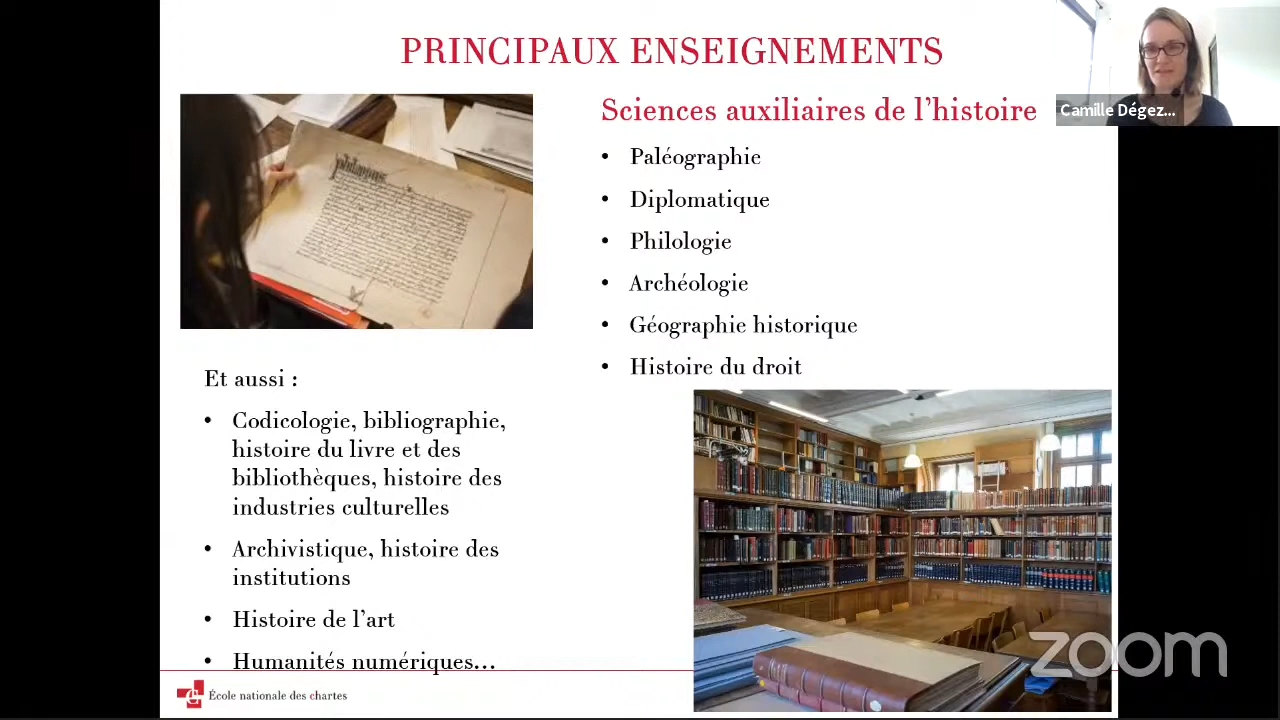 PRINCIPAUX ENSEIGNEMENTS
Sciences auxiliaires de l’histoire
• Paléographie
• Diplomatique
• Philologie
• Archéologie
• Géographie historique
• Histoire du droit
Camille Dégez...
philippus
Et aussi :
• Codicologie, bibliographie,
histoire du livre et des
bibliothèques, histoire des
industries culturelles
• Archivistique, histoire des
institutions
• Histoire de l’art
• Humanités numériques…
École nationale des chartes
zoom